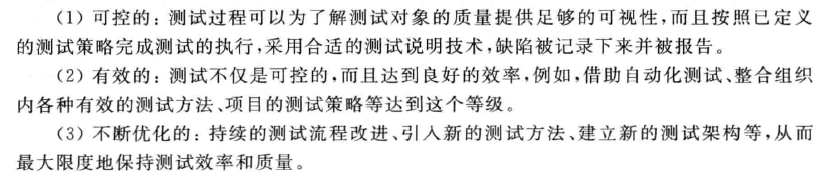 （1）可控的：测试过程可以为了解测试对象的质量提供足够的可视性，而且按照已定义
的测试策略完成测试的执行，采用合适的测试说明技术，缺陷被记录下来并被报告。
（2）有效的：测试不仅是可控的，而且达到良好的效率，例如，借助自动化测试、整合组织
内各种有效的测试方法、项目的测试策略等达到这个等级。
（3）不断优化的：持续的测试流程改进、引入新的测试方法、建立新的测试架构等，从而
最大限度地保持测试效率和质量。